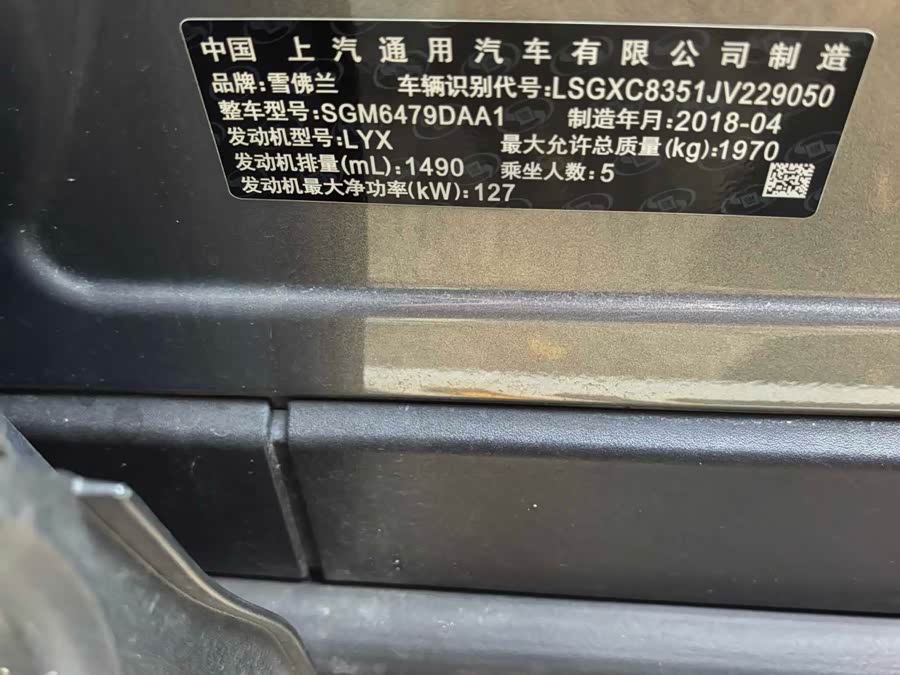 中国 上汽通用汽车有限公司制造
品牌:雪佛兰 车辆识别代号:LSGXC8351JV229050
整车型号:SGM6479DAA1 制造年月:2018-04
发动机型号:LYX 最大允许总质量(kg):1970
发动机排量(mL):1490 乘坐人数:5
发动机最大净功率(kW):127